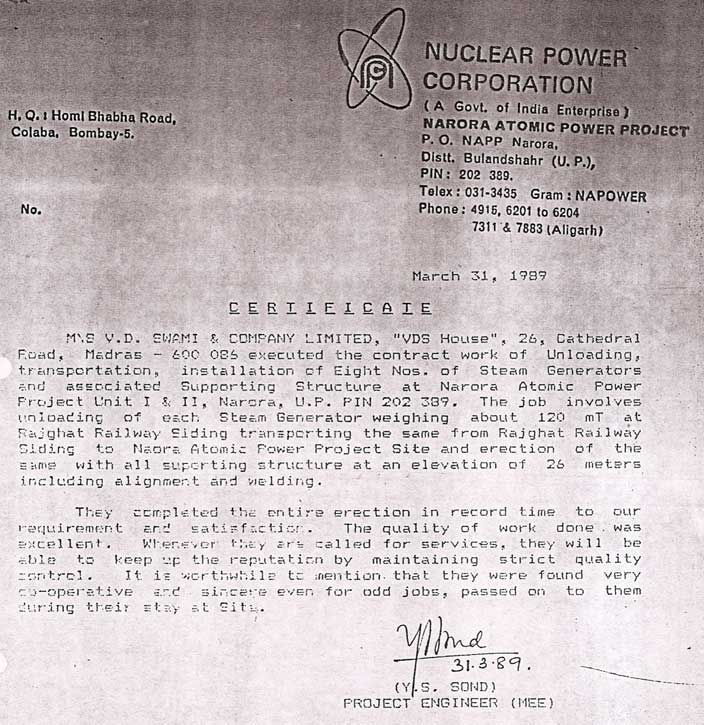 NUCLEAR POWER
CORPORATION
(A Govt. of India Enterprise)
NARORA ATOMIC POWER PROJECT
P. O. NAPP Narora,
Distt. Bulandshahr (U. P.),
PIN: 202 389.
Telex : 031-3435 Gram : NAPOWER
Phone : 4915, 6201 to 6204
7311 & 7883 (Aligarh)
H. Q. : Homi Bhabha Road,
Colaba, Bombay-5.
No.
March 31, 1989
CERTIFICATE
M\S V.D. SWAMI & COMPANY LIMITED, "VDS House", 26, Cathedral
Road, Madras - 600 086 executed the contract work of Unloading,
transportation, installation of Eight Nos. of Steam Generators
and associated Supporting Structure at Narora Atomic Power
Project Unit I & II, Narora, U.P. PIN 202 389. The job involves
unloading of each Steam Generator weighing about 120 mT at
Rajghat Railway Siding transporting the same from Rajghat Railway
Siding to Naora Atomic Power Project Site and erection of the
same with all suporting structure at an elevation of 26 meters
including alignment and welding.
They completed the entire erection in record time to our
requirement and satisfaction. The quality of work done was
excellent. Whenever they are called for services, they will be
able to keep up the reputation by maintaining strict quality
control. It is worthwhile to mention that they were found very
co-operative and sincere even for odd jobs, passed on to them
during their stay at Site.
31.3.89.
(Y.S. SOND)
PROJECT ENGINEER (MEE)